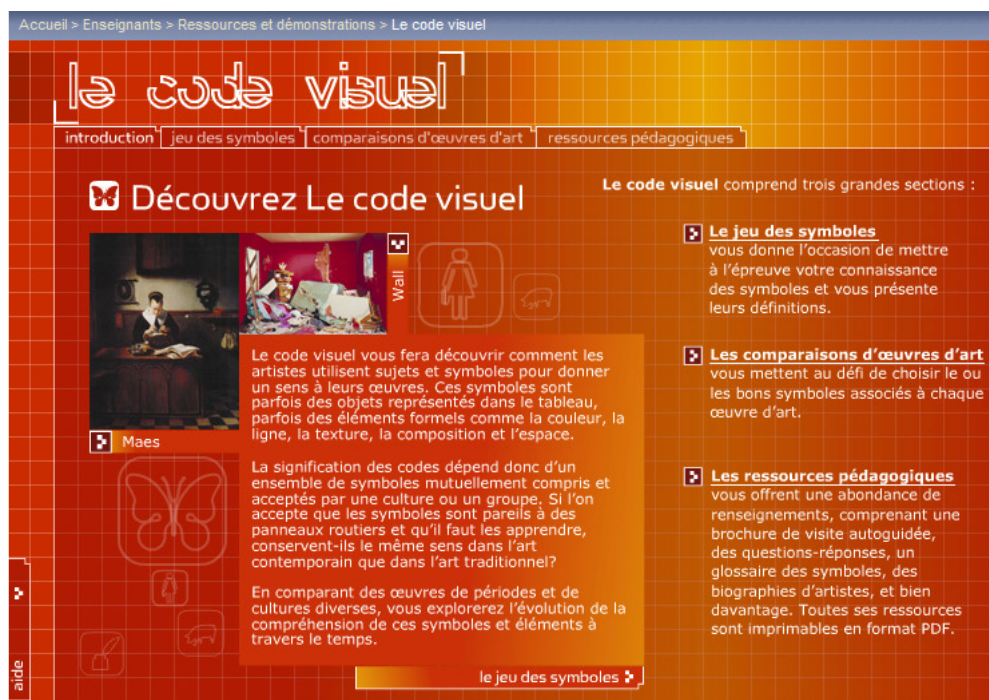 Accueil > Enseignants > Ressources et démonstrations > Le code visuel
le code visuel
introduction jeu des symboles comparaisons d'œuvres d'art ressources pédagogiques
Découvrez Le code visuel
Wall
Maes
Le code visuel vous fera découvrir comment les
artistes utilisent sujets et symboles pour donner
un sens à leurs œuvres. Ces symboles sont
parfois des objets représentés dans le tableau,
parfois des éléments formels comme la couleur, la
ligne, la texture, la composition et l'espace.
La signification des codes dépend donc d'un
ensemble de symboles mutuellement compris et
acceptés par une culture ou un groupe. Si l'on
accepte que les symboles sont pareils à des
panneaux routiers et qu'il faut les apprendre,
conservent-ils le même sens dans l'art
contemporain que dans l'art traditionnel?
En comparant des œuvres de périodes et de
cultures diverses, vous explorerez l'évolution de la
compréhension de ces symboles et éléments à
travers le temps.
le jeu des symboles
Le code visuel comprend trois grandes sections :
Le jeu des symboles
vous donne l'occasion de mettre
à l'épreuve votre connaissance
des symboles et vous présente
leurs définitions.
Les comparaisons d'œuvres d'art
vous mettent au défi de choisir le ou
les bons symboles associés à chaque
œuvre d'art.
Les ressources pédagogiques
vous offrent une abondance de
renseignements, comprenant une
brochure de visite autoguidée,
des questions-réponses, un
glossaire des symboles, des
biographies d'artistes, et bien
davantage. Toutes ses ressources
sont imprimables en format PDF.
aide